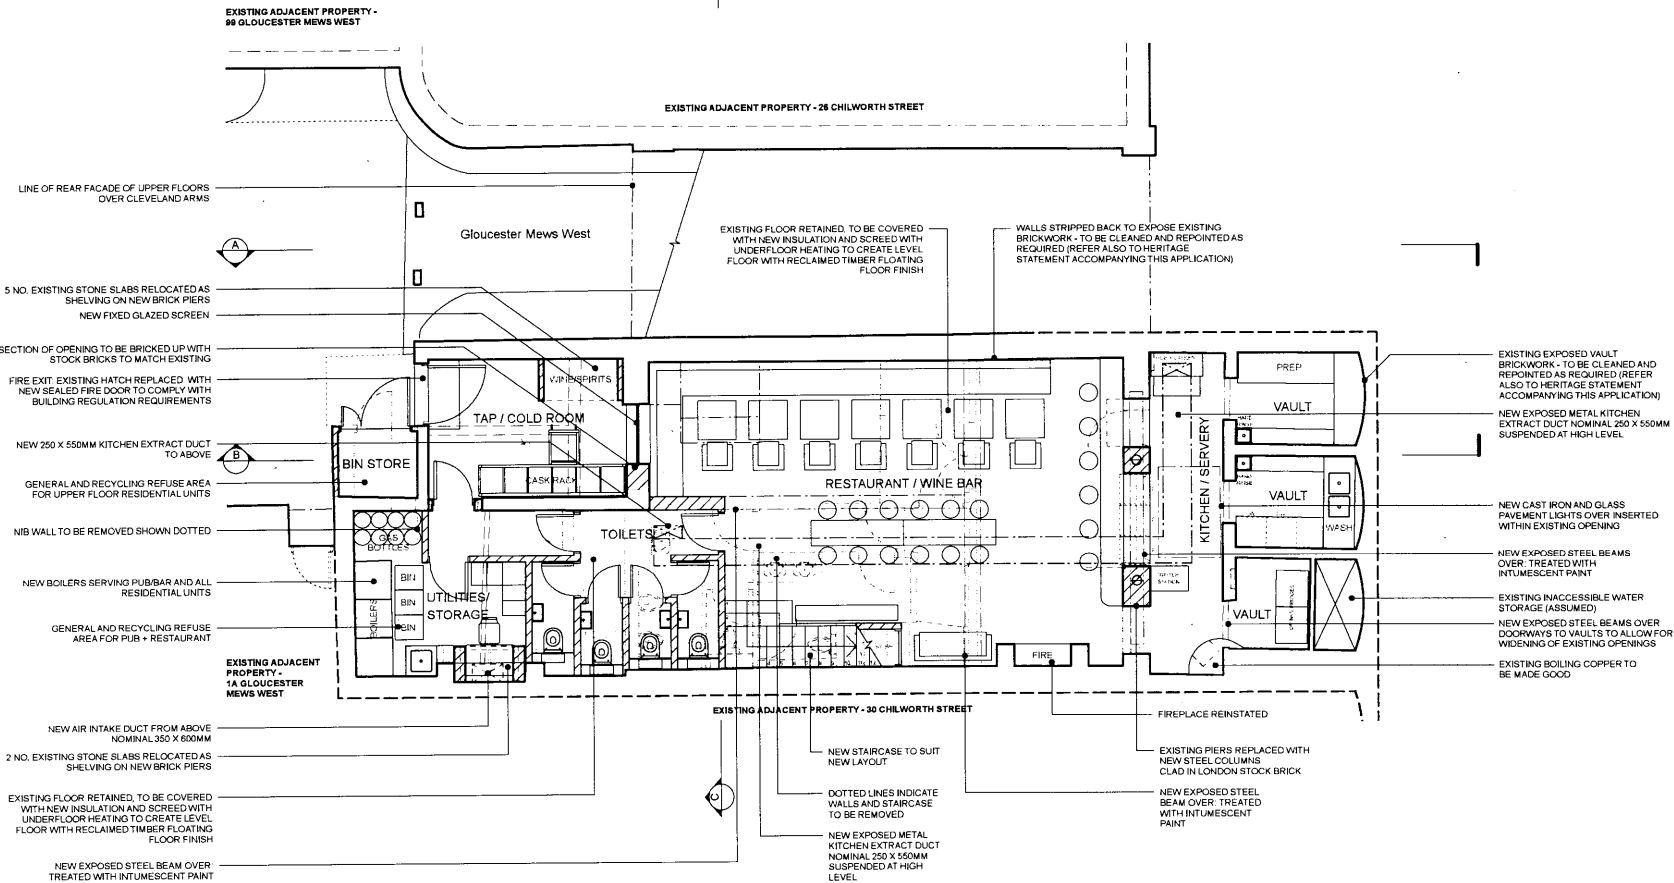 EXISTING ADJACENT PROPERTY -
99 GLOUCESTER MEWS WEST
EXISTING ADJACENT PROPERTY - 26 CHILWORTH STREET
LINE OF REAR FACADE OF UPPER FLOORS
OVER CLEVELAND ARMS
Gloucester Mews West
A
EXISTING FLOOR RETAINED, TO BE COVERED
WITH NEW INSULATION AND SCREED WITH
UNDERFLOOR HEATING TO CREATE LEVEL
FLOOR WITH RECLAIMED TIMBER FLOATING
FLOOR FINISH
WALLS STRIPPED BACK TO EXPOSE EXISTING
BRICKWORK - TO BE CLEANED AND REPOINTED AS
REQUIRED (REFER ALSO TO HERITAGE
STATEMENT ACCOMPANYING THIS APPLICATION)
5 NO. EXISTING STONE SLABS RELOCATED AS
SHELVING ON NEW BRICK PIERS
NEW FIXED GLAZED SCREEN
SECTION OF OPENING TO BE BRICKED UP WITH
STOCK BRICKS TO MATCH EXISTING
FIRE EXIT: EXISTING HATCH REPLACED WITH
NEW SEALED FIRE DOOR TO COMPLY WITH
BUILDING REGULATION REQUIREMENTS
NEW 250 X 550MM KITCHEN EXTRACT DUCT
TO ABOVE
B
GENERAL AND RECYCLING REFUSE AREA
FOR UPPER FLOOR RESIDENTIAL UNITS
NIB WALL TO BE REMOVED SHOWN DOTTED
NEW BOILERS SERVING PUB/BAR AND ALL
RESIDENTIAL UNITS
GENERAL AND RECYCLING REFUSE
AREA FOR PUB + RESTAURANT
EXISTING ADJACENT
PROPERTY -
1A GLOUCESTER
MEWS WEST
NEW AIR INTAKE DUCT FROM ABOVE
NOMINAL 350 X 600MM
2 NO. EXISTING STONE SLABS RELOCATED AS
SHELVING ON NEW BRICK PIERS
EXISTING FLOOR RETAINED, TO BE COVERED
WITH NEW INSULATION AND SCREED WITH
UNDERFLOOR HEATING TO CREATE LEVEL
FLOOR WITH RECLAIMED TIMBER FLOATING
FLOOR FINISH
NEW EXPOSED STEEL BEAM OVER:
TREATED WITH INTUMESCENT PAINT
WINE/SPIRITS
TAP / COLD ROOM
BIN STORE
CASK RACK
GAS
BOTTLES
TOILETS
BIN
BIN
BIN
BOILERS
UTILITIES/
STORAGE
RESTAURANT / WINE BAR
KITCHEN / SERVERY
FIRE
PREP
VAULT
VAULT
WASH
VAULT
EXISTING ADJACENT PROPERTY - 30 CHILWORTH STREET
C
NEW STAIRCASE TO SUIT
NEW LAYOUT
DOTTED LINES INDICATE
WALLS AND STAIRCASE
TO BE REMOVED
NEW EXPOSED METAL
KITCHEN EXTRACT DUCT
NOMINAL 250 X 550MM
SUSPENDED AT HIGH
LEVEL
FIREPLACE REINSTATED
EXISTING PIERS REPLACED WITH
NEW STEEL COLUMNS
CLAD IN LONDON STOCK BRICK
NEW EXPOSED STEEL
BEAM OVER: TREATED
WITH INTUMESCENT
PAINT
EXISTING EXPOSED VAULT
BRICKWORK - TO BE CLEANED AND
REPOINTED AS REQUIRED (REFER
ALSO TO HERITAGE STATEMENT
ACCOMPANYING THIS APPLICATION)
NEW EXPOSED METAL KITCHEN
EXTRACT DUCT NOMINAL 250 X 550MM
SUSPENDED AT HIGH LEVEL
NEW CAST IRON AND GLASS
PAVEMENT LIGHTS OVER INSERTED
WITHIN EXISTING OPENING
NEW EXPOSED STEEL BEAMS
OVER: TREATED WITH
INTUMESCENT PAINT
EXISTING INACCESSIBLE WATER
STORAGE (ASSUMED)
NEW EXPOSED STEEL BEAMS OVER
DOORWAYS TO VAULTS TO ALLOW FOR
WIDENING OF EXISTING OPENINGS
EXISTING BOILING COPPER TO
BE MADE GOOD